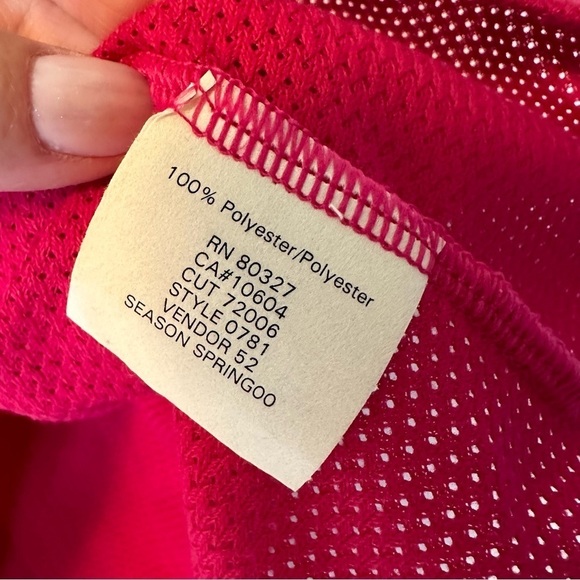 100% Polyester/Polyester
RN 80327
CA#10604
CUT 72006
STYLE 0781
VENDOR 52
SEASON SPRING00